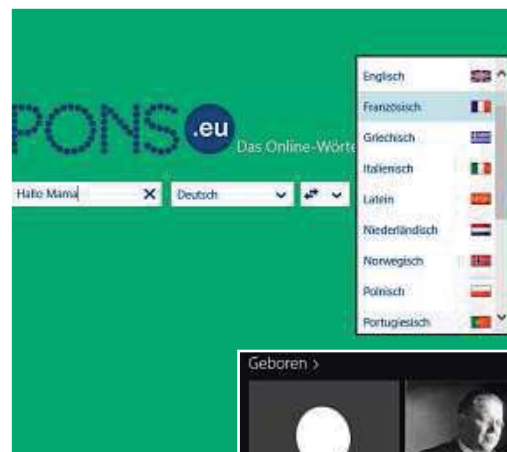 PONS.eu
Das Online-Wörte
Hallo Mama
Deutsch
Englisch
Französisch
Griechisch
Italienisch
Latein
Niederländisch
Norwegisch
Polnisch
Portugiesisch
Geboren >